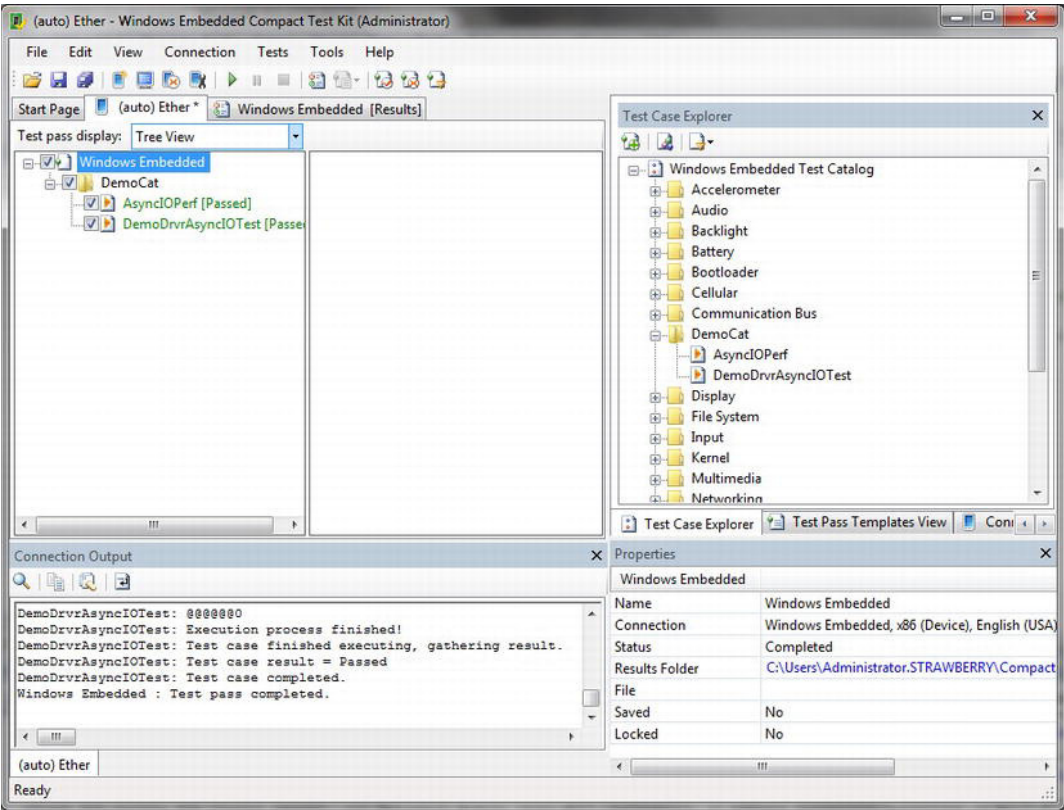 (auto) Ether - Windows Embedded Compact Test Kit (Administrator)
File Edit View Connection Tests Tools Help
Start Page (auto) Ether * Windows Embedded [Results]
Test pass display: Tree View
Windows Embedded
DemoCat
AsyncIOPerf [Passed]
DemoDrvrAsyncIOTest [Passe
Test Case Explorer
Windows Embedded Test Catalog
Accelerometer
Audio
Backlight
Battery
Bootloader
Cellular
Communication Bus
DemoCat
AsyncIOPerf
DemoDrvrAsyncIOTest
Display
File System
Input
Kernel
Multimedia
Networking
Test Case Explorer Test Pass Templates View Coni
Connection Output
DemoDrvrAsyncIOTest: @@@@@@0
DemoDrvrAsyncIOTest: Execution process finished!
DemoDrvrAsyncIOTest: Test case finished executing, gathering result.
DemoDrvrAsyncIOTest: Test case result = Passed
DemoDrvrAsyncIOTest: Test case completed.
Windows Embedded : Test pass completed.
(auto) Ether
Properties
Windows Embedded
Name Windows Embedded
Connection Windows Embedded, x86 (Device), English (USA)
Status Completed
Results Folder C:\Users\Administrator.STRAWBERRY\Compact
File
Saved No
Locked No
Ready